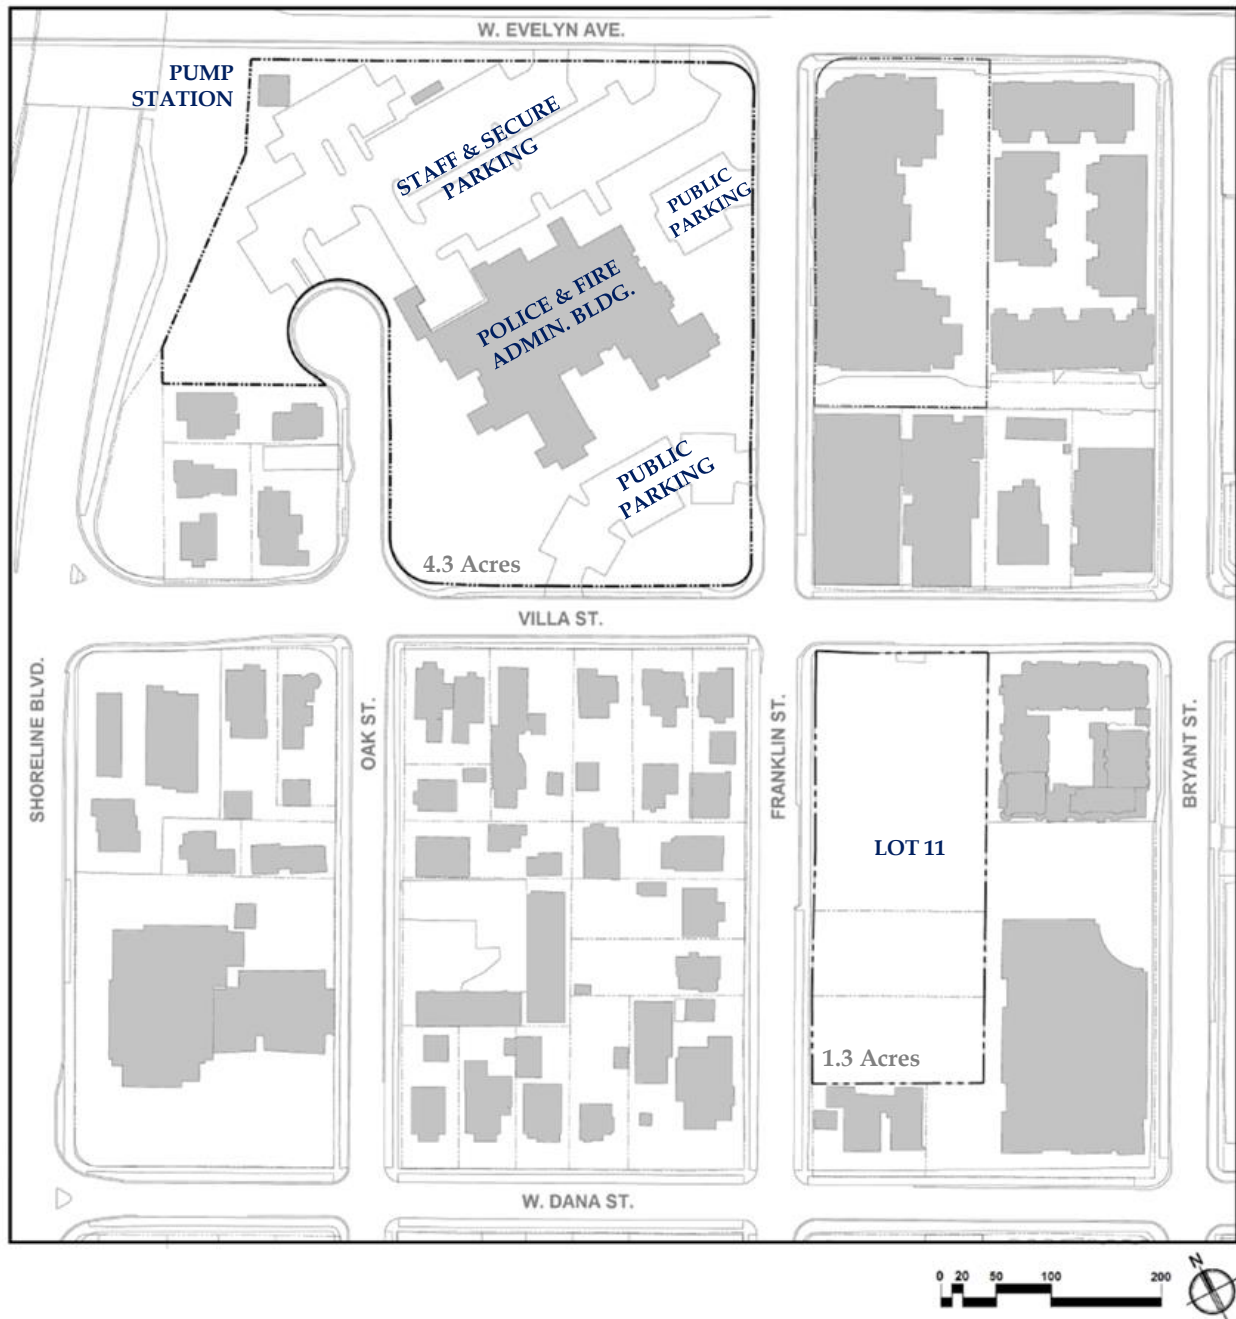 W. EVELYN AVE.
PUMP
STATION
STAFF & SECURE
PARKING
PUBLIC
PARKING
POLICE & FIRE
ADMIN. BLDG.
PUBLIC
PARKING
4.3 Acres
VILLA ST.
SHORELINE BLVD.
OAK ST.
FRANKLIN ST.
BRYANT ST.
LOT 11
1.3 Acres
W. DANA ST.
0 20 50 100 200
N